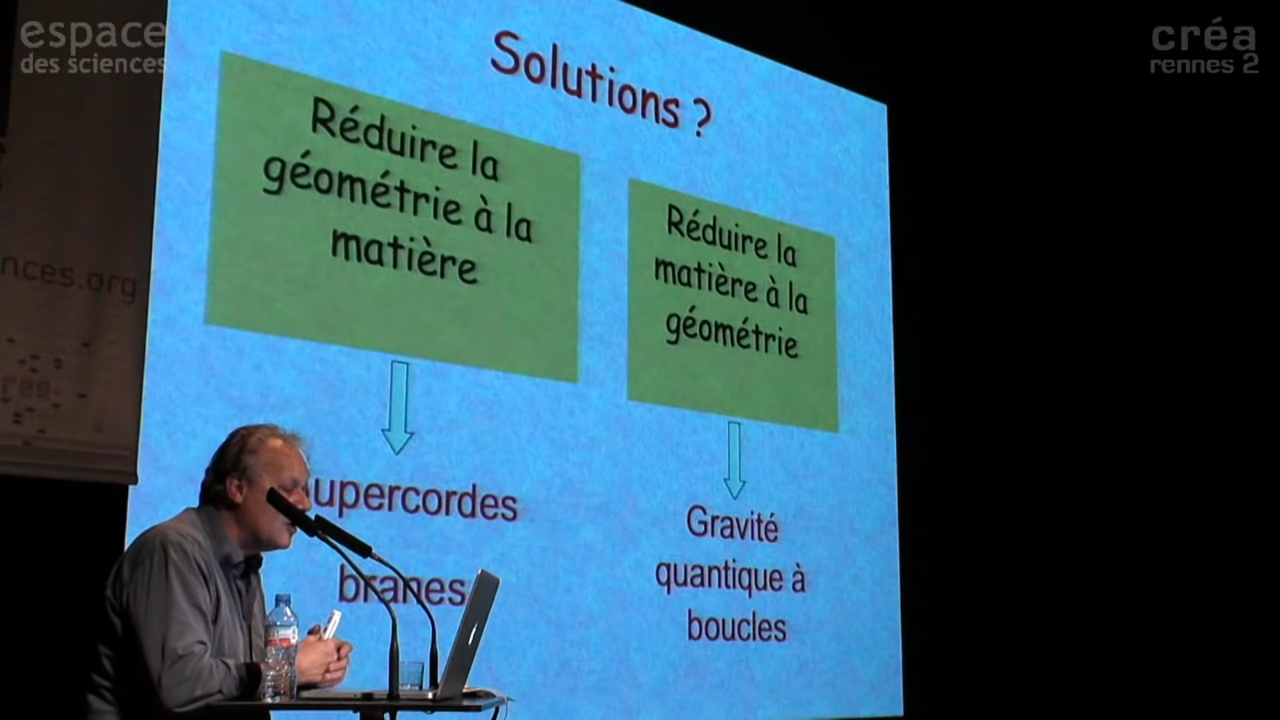 espace
des sciences
créa
rennes 2
nces.org
Solutions ?
Réduire la
géométrie à la
matière
Réduire la
matière à la
géométrie
upercordes
branes
Gravité
quantique à
boucles